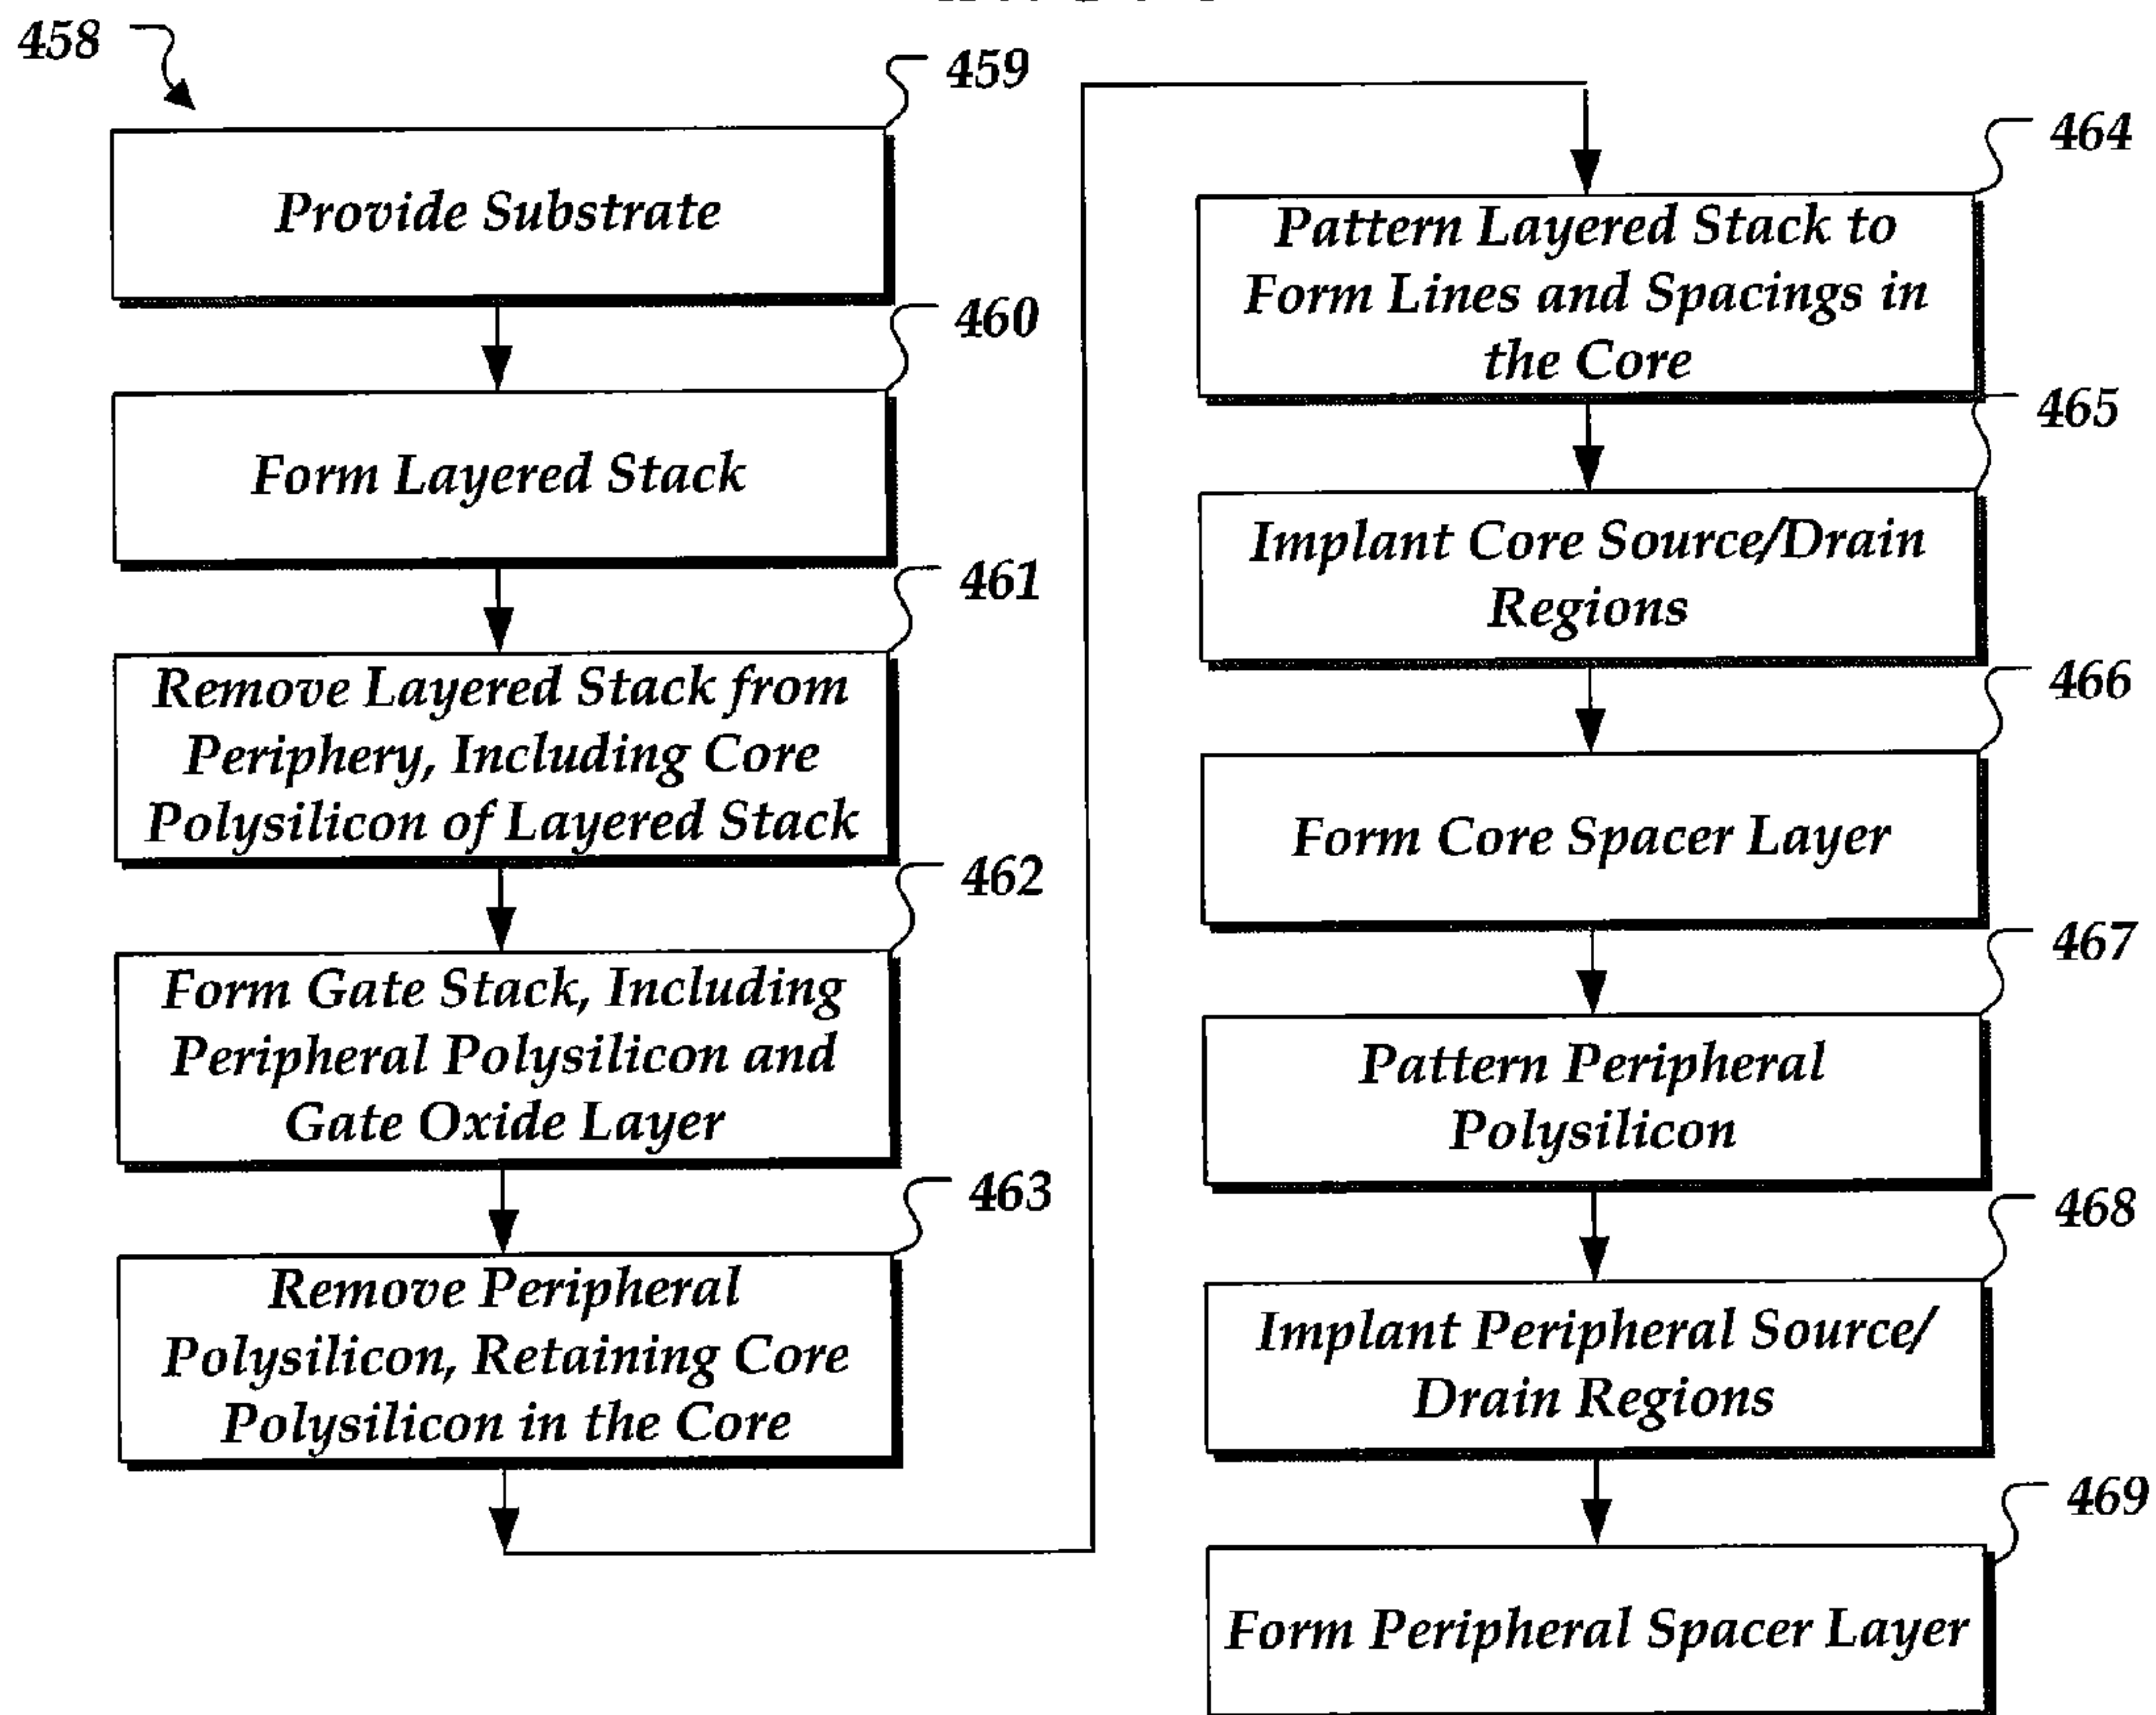 458
459
Provide Substrate
460
Form Layered Stack
461
Remove Layered Stack from
Periphery, Including Core
Polysilicon of Layered Stack
462
Form Gate Stack, Including
Peripheral Polysilicon and
Gate Oxide Layer
463
Remove Peripheral
Polysilicon, Retaining Core
Polysilicon in the Core
464
Pattern Layered Stack to
Form Lines and Spacings in
the Core
465
Implant Core Source/Drain
Regions
466
Form Core Spacer Layer
467
Pattern Peripheral
Polysilicon
468
Implant Peripheral Source/
Drain Regions
469
Form Peripheral Spacer Layer